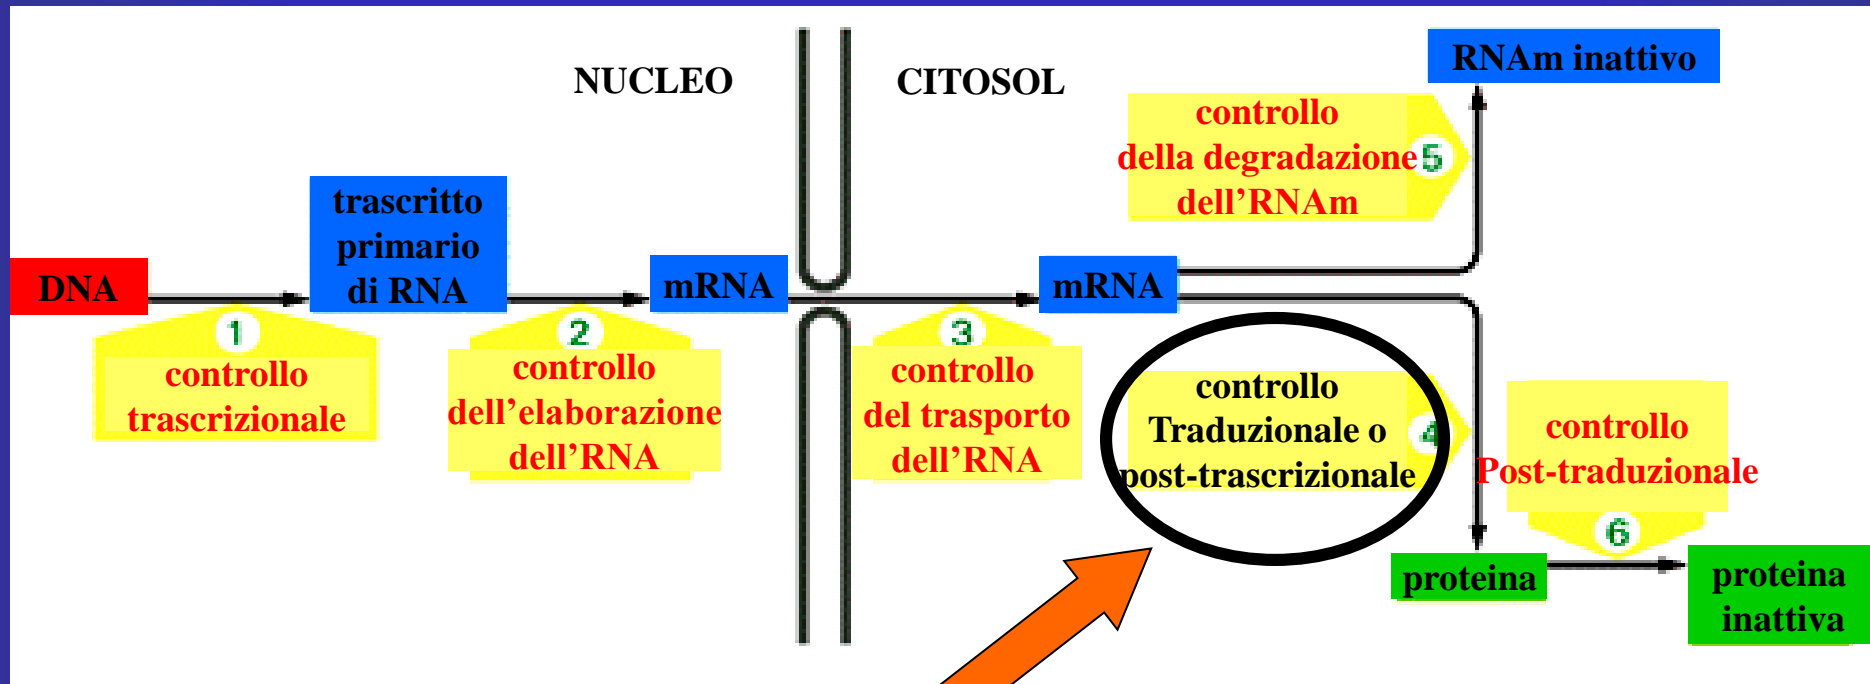 NUCLEO
CITOSOL
RNAm inattivo
controllo
della degradazione
dell’RNAm
5
trascritto
primario
di RNA
DNA
mRNA
mRNA
1
controllo
trascrizionale
2
controllo
dell’elaborazione
dell’RNA
3
controllo
del trasporto
dell’RNA
controllo
Traduzionale o
post-trascrizionale
4
controllo
Post-traduzionale
6
proteina
proteina
inattiva